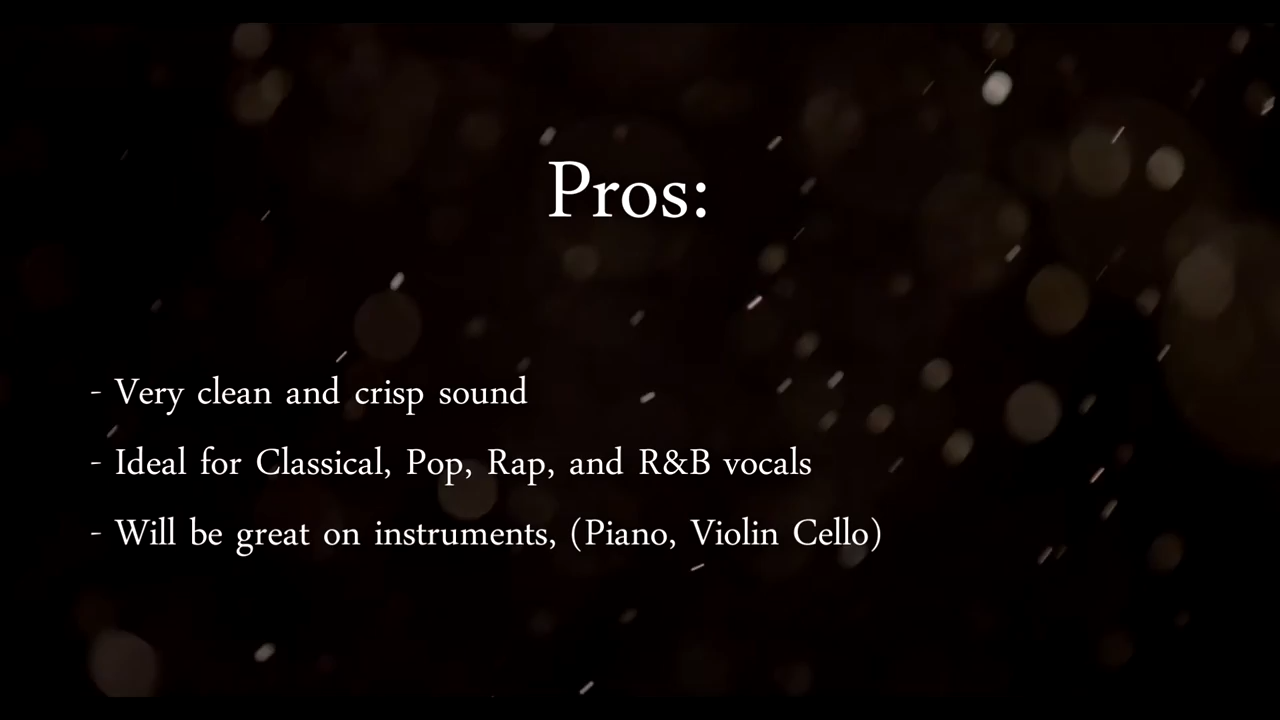 Pros:
- Very clean and crisp sound
- Ideal for Classical, Pop, Rap, and R&B vocals
- Will be great on instruments, (Piano, Violin Cello)